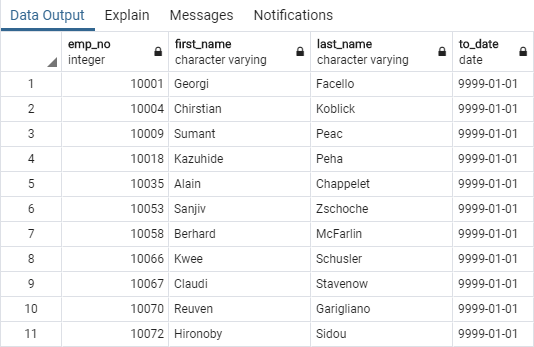 Data Output Explain Messages Notifications
emp_no first_name last_name to_date
integer character varying character varying date
1 10001 Georgi Facello 9999-01-01
2 10004 Chirstian Koblick 9999-01-01
3 10009 Sumant Peac 9999-01-01
4 10018 Kazuhide Peha 9999-01-01
5 10035 Alain Chappelet 9999-01-01
6 10053 Sanjiv Zschoche 9999-01-01
7 10058 Berhard McFarlin 9999-01-01
8 10066 Kwee Schusler 9999-01-01
9 10067 Claudi Stavenow 9999-01-01
10 10070 Reuven Garigliano 9999-01-01
11 10072 Hironoby Sidou 9999-01-01